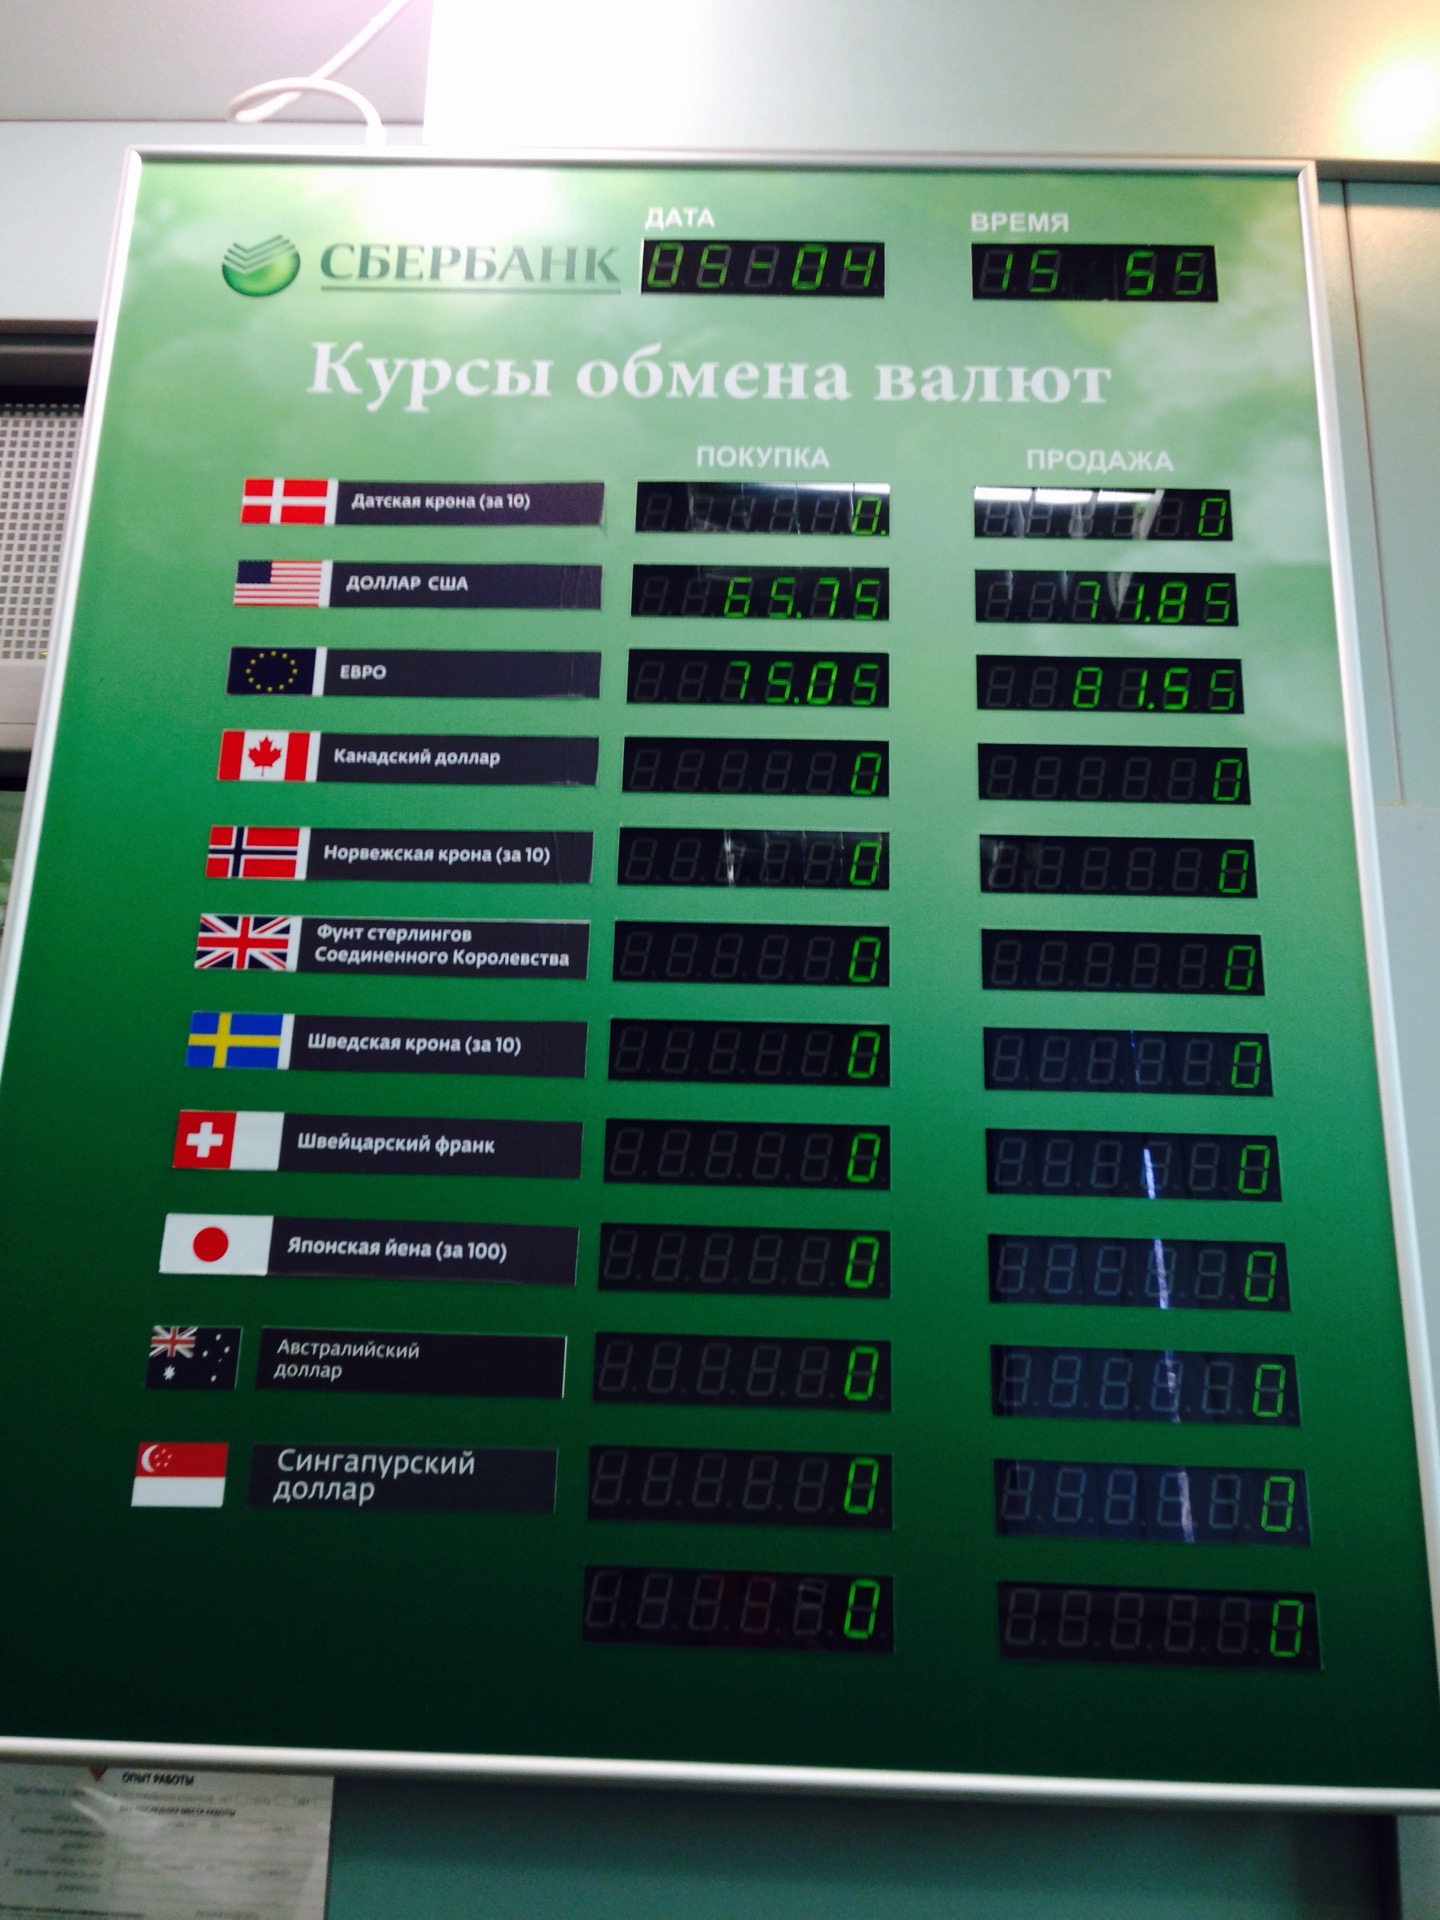 ДАТА ВРЕМЯ
СБЕРБАНК 05-04 15 55
Курсы обмена валют
ПОКУПКА ПРОДАЖА
Датская крона (за 10) 0. 0
ДОЛЛАР США 65.75 71.85
ЕВРО 75.05 81.55
Канадский доллар 0 0
Норвежская крона (за 10) 0 0
Фунт стерлингов
Соединенного Королевства 0 0
Шведская крона (за 10) 0 0
Швейцарский франк 0 0
Японская йена (за 100) 0 0
Австралийский
доллар 0 0
Сингапурский
доллар 0 0
0 0
ОПЫТ РАБОТЫ